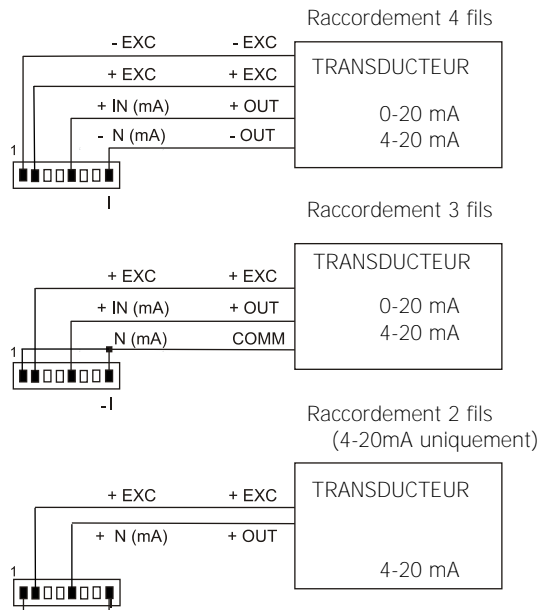 Raccordement 4 fils
- EXC - EXC
+ EXC + EXC
+ IN (mA) + OUT
- N (mA) - OUT
TRANSDUCTEUR
0-20 mA
4-20 mA
1
I
Raccordement 3 fils
+ EXC + EXC
+ IN (mA) + OUT
N (mA) COMM
TRANSDUCTEUR
0-20 mA
4-20 mA
1
-I
Raccordement 2 fils
(4-20mA uniquement)
+ EXC + EXC
+ N (mA) + OUT
TRANSDUCTEUR
4-20 mA
1